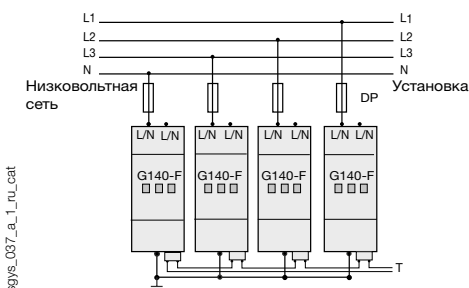 L1 L1
L2 L2
L3 L3
N N
Низковольтная сеть
Установка
DP
L/N L/N L/N L/N L/N L/N L/N L/N
G140-F G140-F G140-F G140-F
T
gys_037_a_1_ru_cat